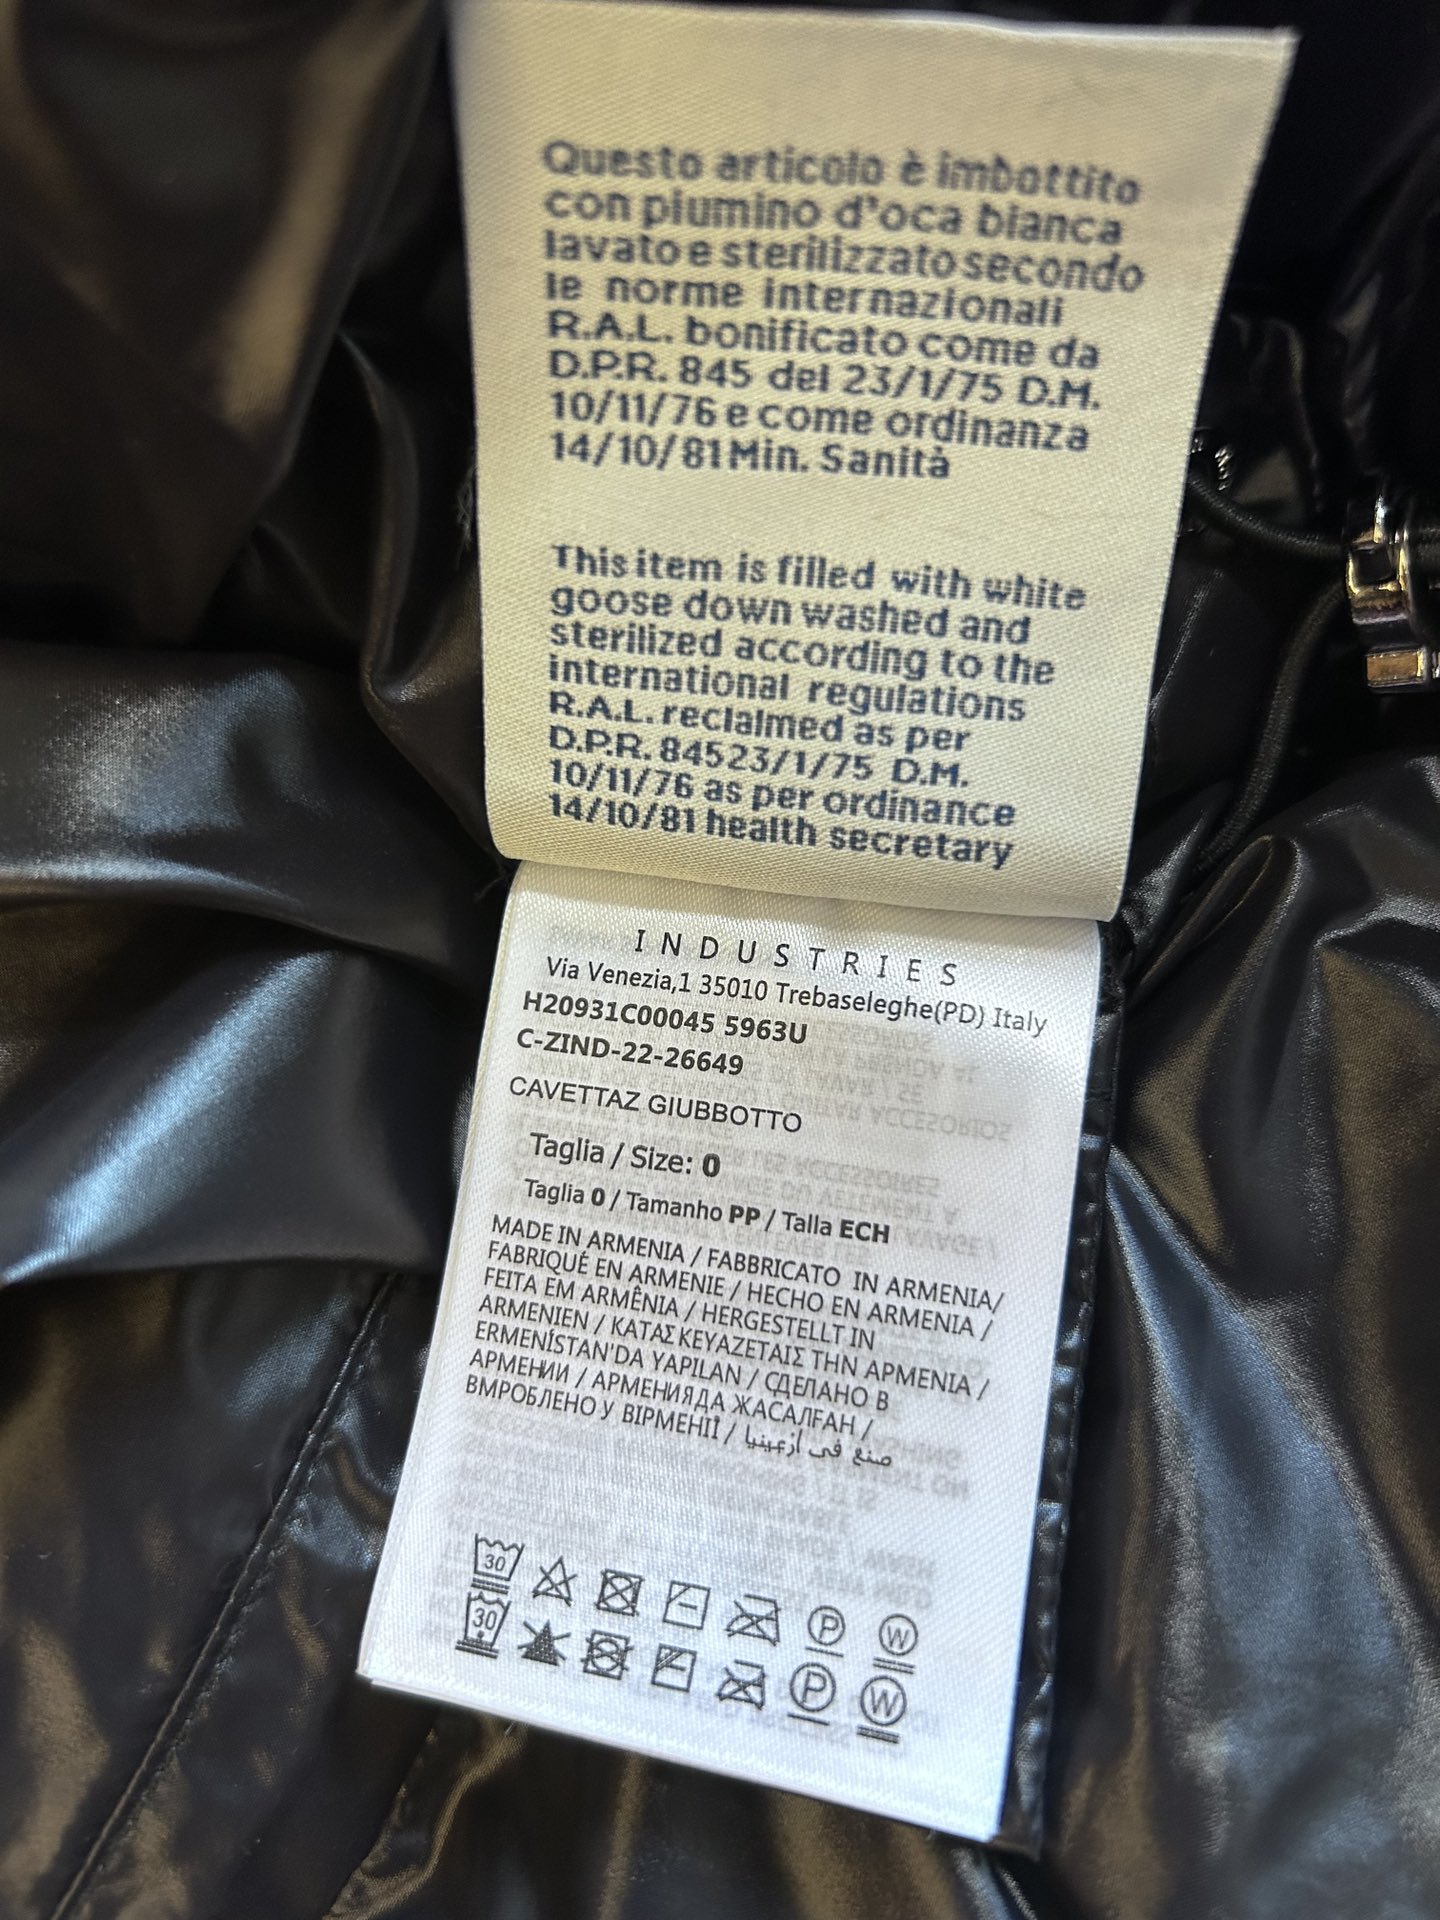 Questo articolo è imbottito
con piumino d'oca bianca
lavato e sterilizzato secondo
le norme internazionali
R.A.L. bonificato come da
D.P.R. 845 del 23/1/75 D.M.
10/11/76 e come ordinanza
14/10/81 Min. Sanità
This item is filled with white
goose down washed and
sterilized according to the
international regulations
R.A.L. reclalmed as per
D.P.R. 84523/1/75 D.M.
10/11/76 as per ordinance
14/10/81 health secretary
INDUSTRIES
Via Venezia,1 35010 Trebaseleghe(PD) Italy
H20931C00045 5963U
C-ZIND-22-26649
CAVETTAZ GIUBBOTTO
Taglia / Size: 0
Taglia 0 / Tamanho PP / Talla ECH
MADE IN ARMENIA / FABBRICATO IN ARMENIA/
FABRIQUÉ EN ARMENIE / HECHO EN ARMENIA /
FEITA EM ARMÊNIA / HERGESTELLT IN
ARMENIEN / ΚΑΤΑΣΚΕΥΑΖΕΤΑΙΣ ΤΗΝ ΑΡΜΕΝΙΑ /
ERMENÍSTAN'DA YAPILAN / СДЕЛАНО В
АРМЕНИИ / АРМЕНИЯДА ЖАСАЛҒАН /
ВМРОБЛЕНО У ВІРМЕНІЇ / صنع في أزعينيا
30 P W
30 P W